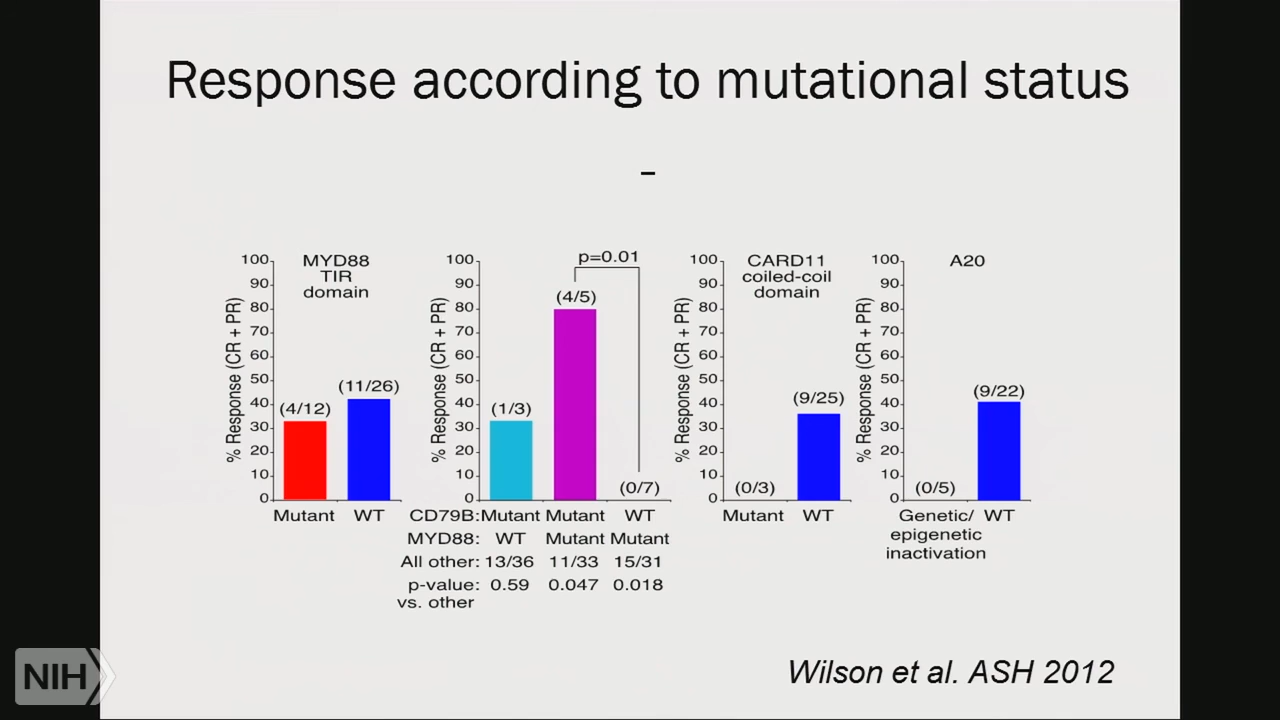 Response according to mutational status
–
% Response (CR + PR)
100
90
80
70
60
50
40
30
20
10
0
MYD88
TIR
domain
(4/12)
(11/26)
Mutant WT
% Response (CR + PR)
100
90
80
70
60
50
40
30
20
10
0
p=0.01
(4/5)
(1/3)
(0/7)
CD79B: Mutant Mutant WT
MYD88: WT Mutant Mutant
All other: 13/36 11/33 15/31
p-value: 0.59 0.047 0.018
vs. other
% Response (CR + PR)
100
90
80
70
60
50
40
30
20
10
0
CARD11
coiled-coil
domain
(9/25)
(0/3)
Mutant WT
% Response (CR + PR)
100
90
80
70
60
50
40
30
20
10
0
A20
(9/22)
(0/5)
Genetic/ WT
epigenetic
inactivation
Wilson et al. ASH 2012
NIH